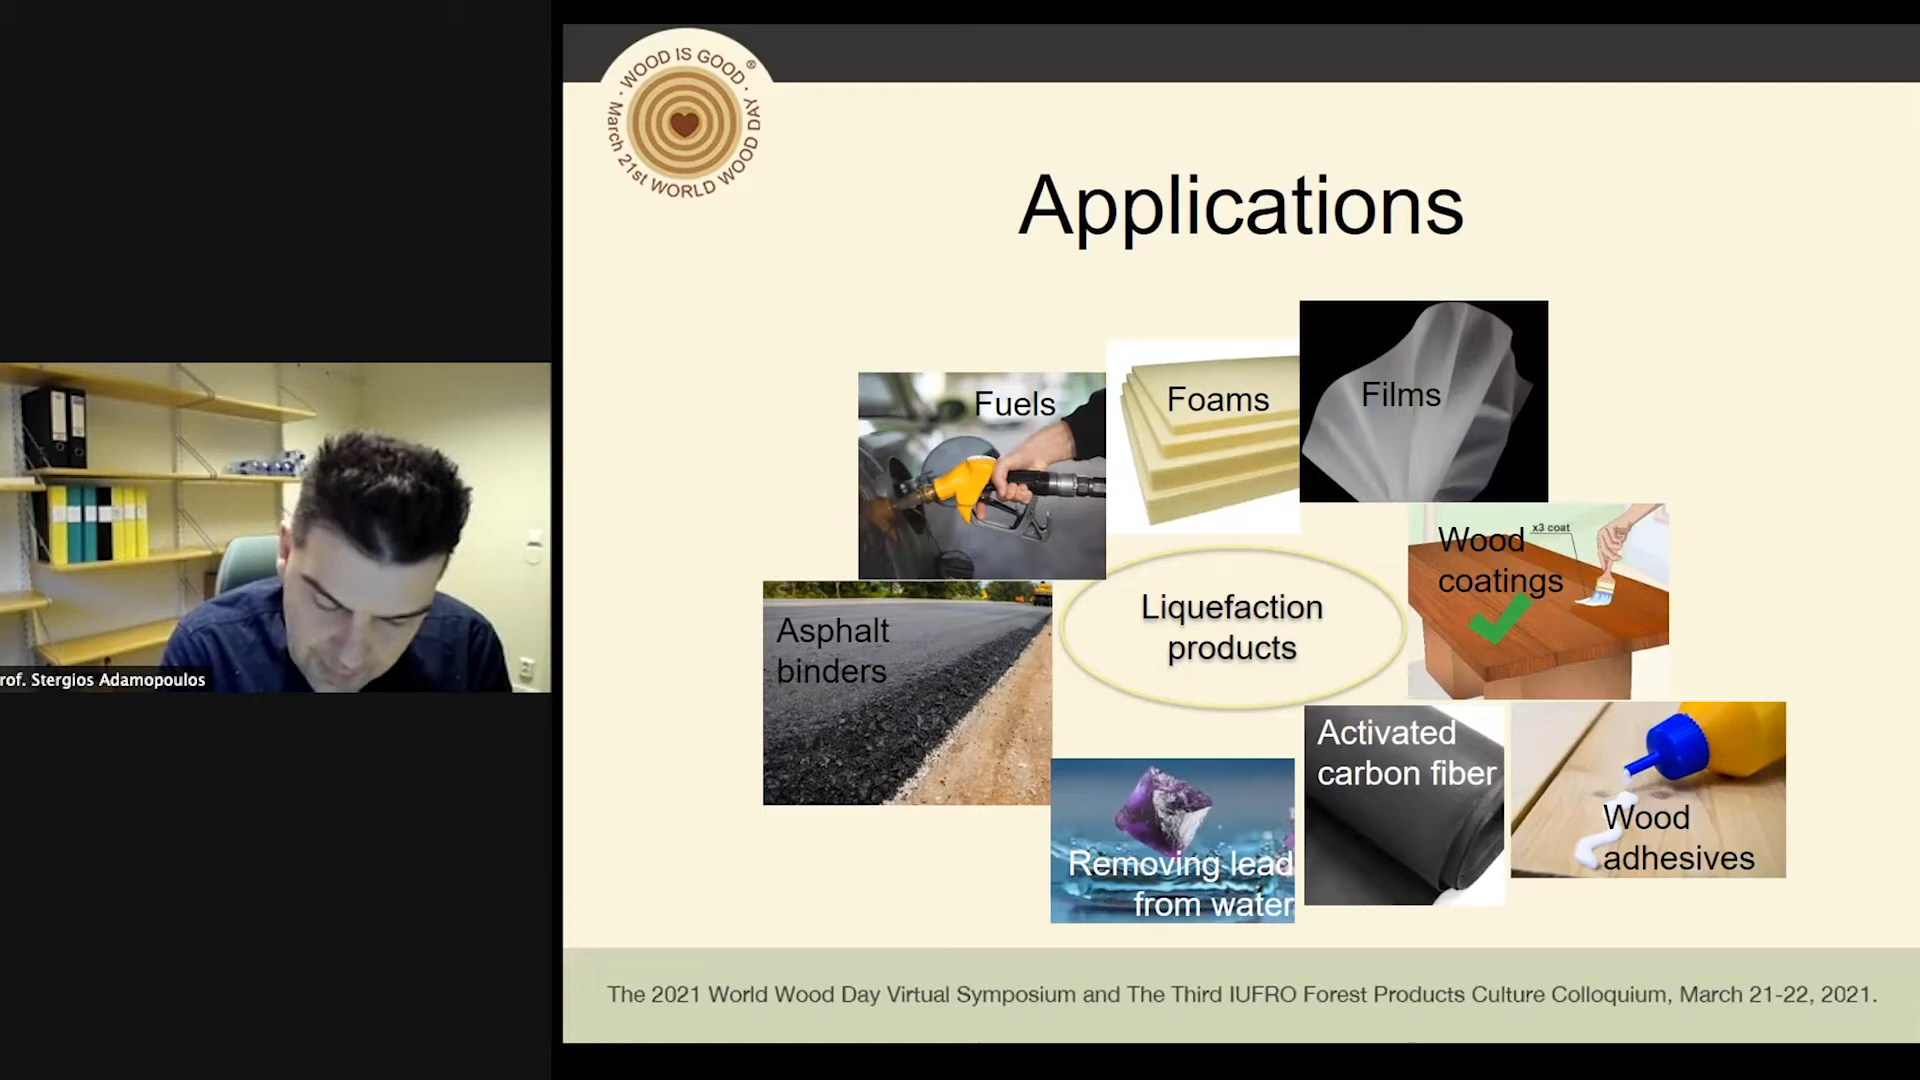 WOOD IS GOOD ®
March 21st WORLD WOOD DAY
Applications
Fuels
Foams
Films
Wood
coatings
x3 coat
Liquefaction
products
Asphalt
binders
Activated
carbon fiber
Wood
adhesives
Removing lead
from water
rof. Stergios Adamopoulos
The 2021 World Wood Day Virtual Symposium and The Third IUFRO Forest Products Culture Colloquium, March 21-22, 2021.